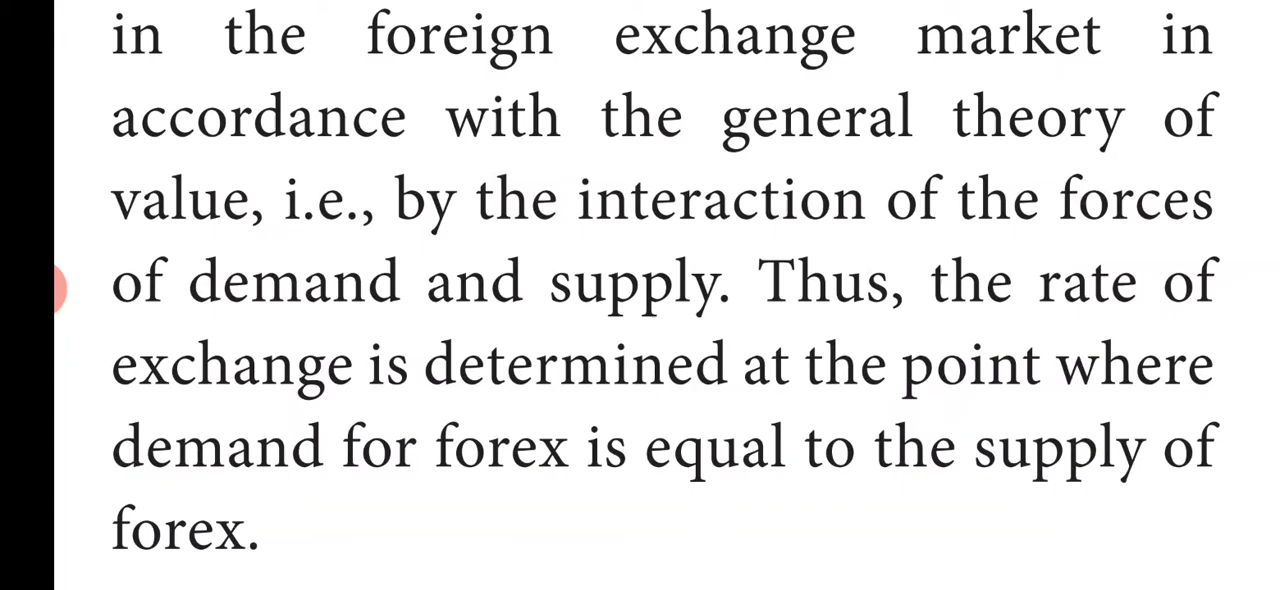 in the foreign exchange market in
accordance with the general theory of
value, i.e., by the interaction of the forces
of demand and supply. Thus, the rate of
exchange is determined at the point where
demand for forex is equal to the supply of
forex.